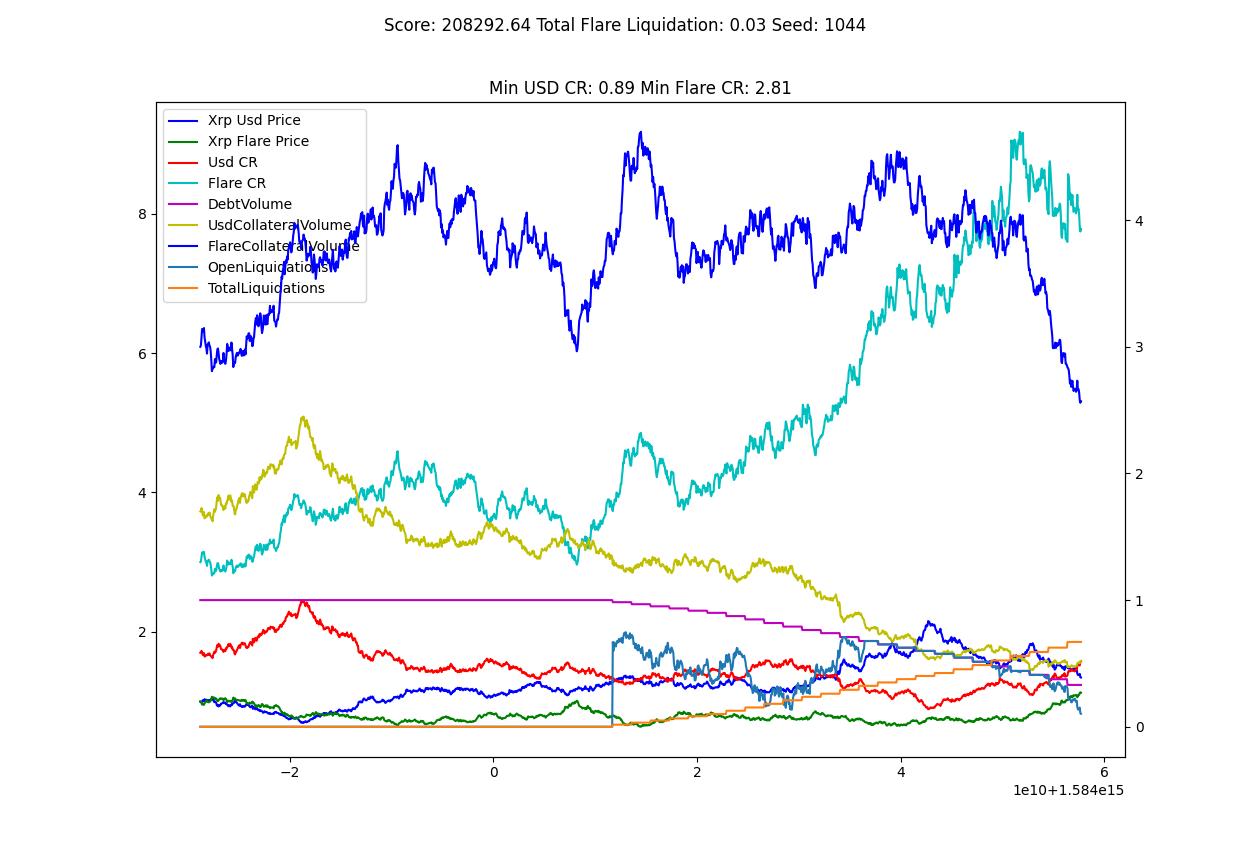 Score: 208292.64 Total Flare Liquidation: 0.03 Seed: 1044
Min USD CR: 0.89 Min Flare CR: 2.81
Xrp Usd Price
Xrp Flare Price
Usd CR
Flare CR
DebtVolume
UsdCollateralVolume
FlareCollateralVolume
OpenLiquidations
TotalLiquidations
8
6
4
2
4
3
2
1
0
−2
0
2
4
6
1e10+1.584e15